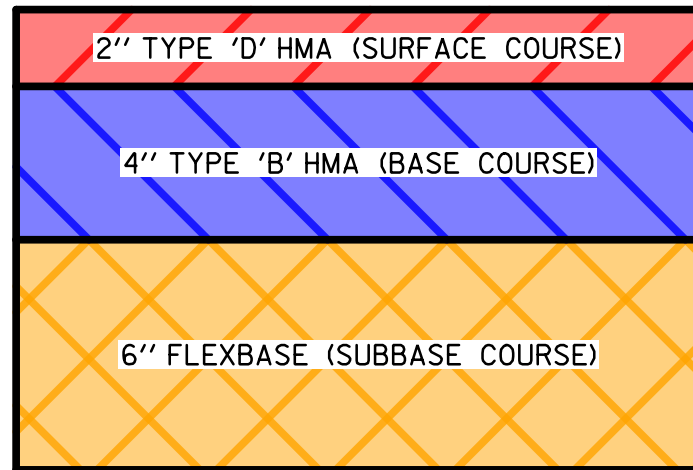 2'' TYPE 'D' HMA (SURFACE COURSE)
4'' TYPE 'B' HMA (BASE COURSE)
6'' FLEXBASE (SUBBASE COURSE)